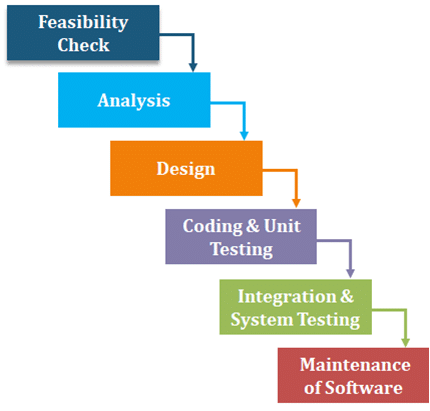 Feasibility
Check
Analysis
Design
Coding & Unit
Testing
Integration &
System Testing
Maintenance
of Software